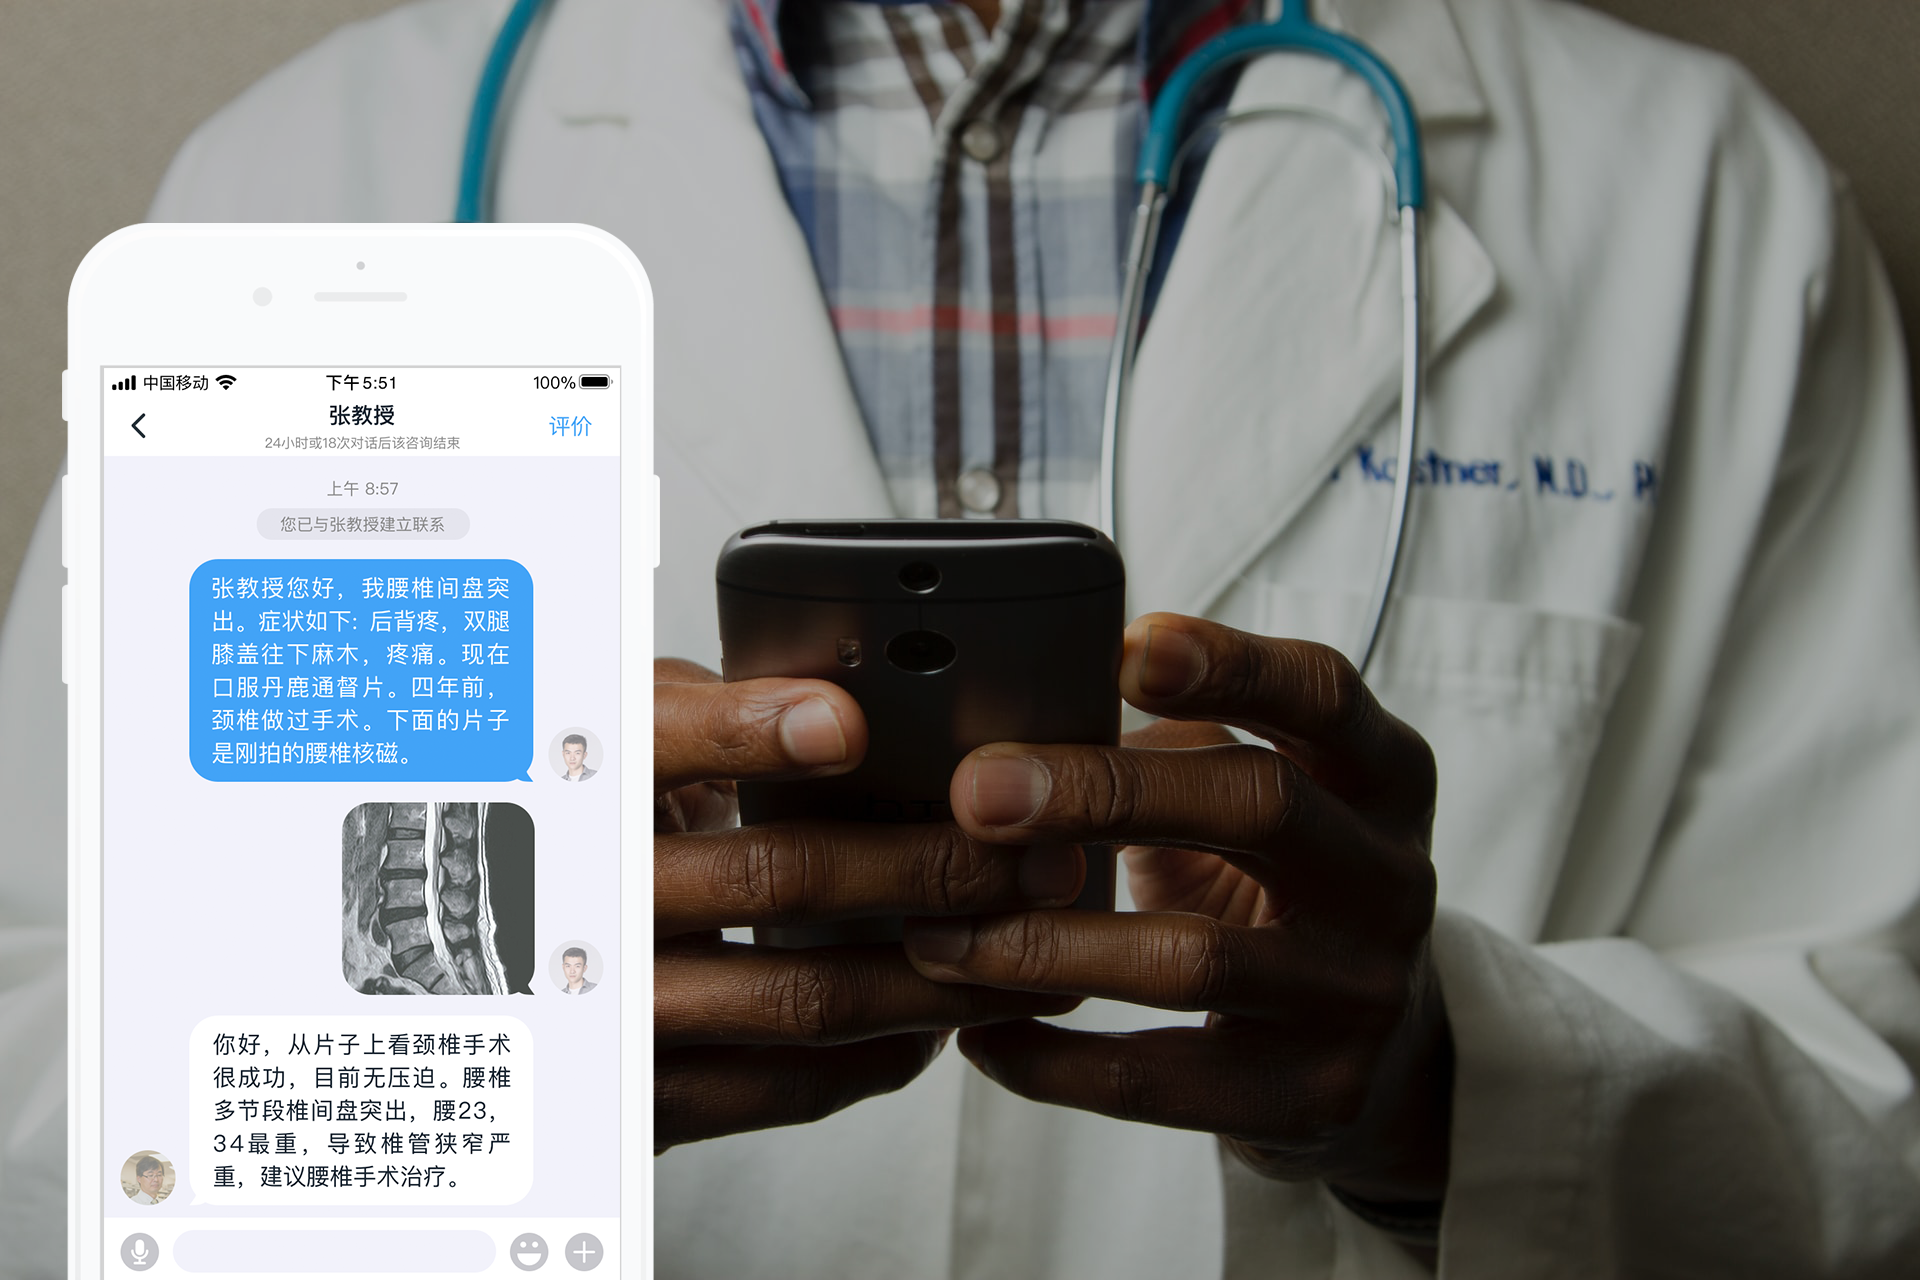 中国移动
下午5:51
100%
张教授
评价
24小时或18次对话后该咨询结束
上午 8:57
您已与张教授建立联系
张教授您好，我腰椎间盘突
出。症状如下: 后背疼，双腿
膝盖往下麻木，疼痛。现在
口服丹鹿通督片。四年前，
颈椎做过手术。下面的片子
是刚拍的腰椎核磁。
你好，从片子上看颈椎手术
很成功，目前无压迫。腰椎
多节段椎间盘突出，腰23，
34最重，导致椎管狭窄严
重，建议腰椎手术治疗。
M.D.,